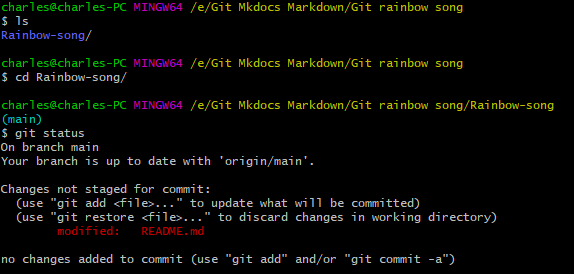 charles@charles-PC MINGW64 /e/Git Mkdocs Markdown/Git rainbow song
$ ls
Rainbow-song/
charles@charles-PC MINGW64 /e/Git Mkdocs Markdown/Git rainbow song
$ cd Rainbow-song/
charles@charles-PC MINGW64 /e/Git Mkdocs Markdown/Git rainbow song/Rainbow-song
(main)
$ git status
On branch main
Your branch is up to date with 'origin/main'.
Changes not staged for commit:
  (use "git add <file>..." to update what will be committed)
  (use "git restore <file>..." to discard changes in working directory)
        modified:   README.md
no changes added to commit (use "git add" and/or "git commit -a")